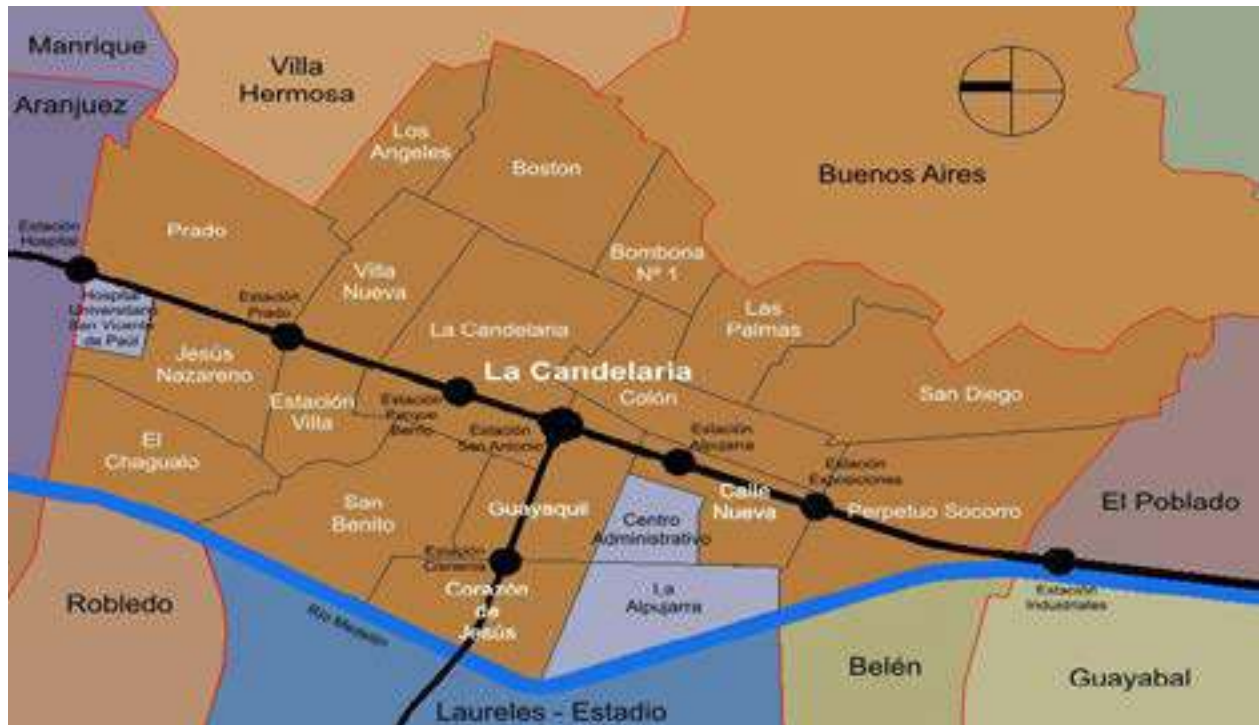 Manrique
Aranjuez
Villa
Hermosa
Los
Angeles
Boston
Buenos Aires
Estación
Hospital
Prado
Villa
Nueva
Bombona
Nº 1
Hospital
Universitario
San Vicente
de Paúl
Estación
Prado
La Candelaria
Las
Palmas
Jesús
Nazareno
La Candelaria
Colón
San Diego
Estación
Villa
Estación
Parque
Berrio
Estación
San Antonio
Estación
Alpujarra
El
Chagualo
Estación
Exposiciones
San
Benito
Guayaquil
Calle
Nueva
Perpetuo Socorro
El Poblado
Centro
Administrativo
Estación
Cisneros
La
Alpujarra
Corazón
de
Jesús
Robledo
Río Medellín
Estación
Industriales
Belén
Guayabal
Laureles - Estadio